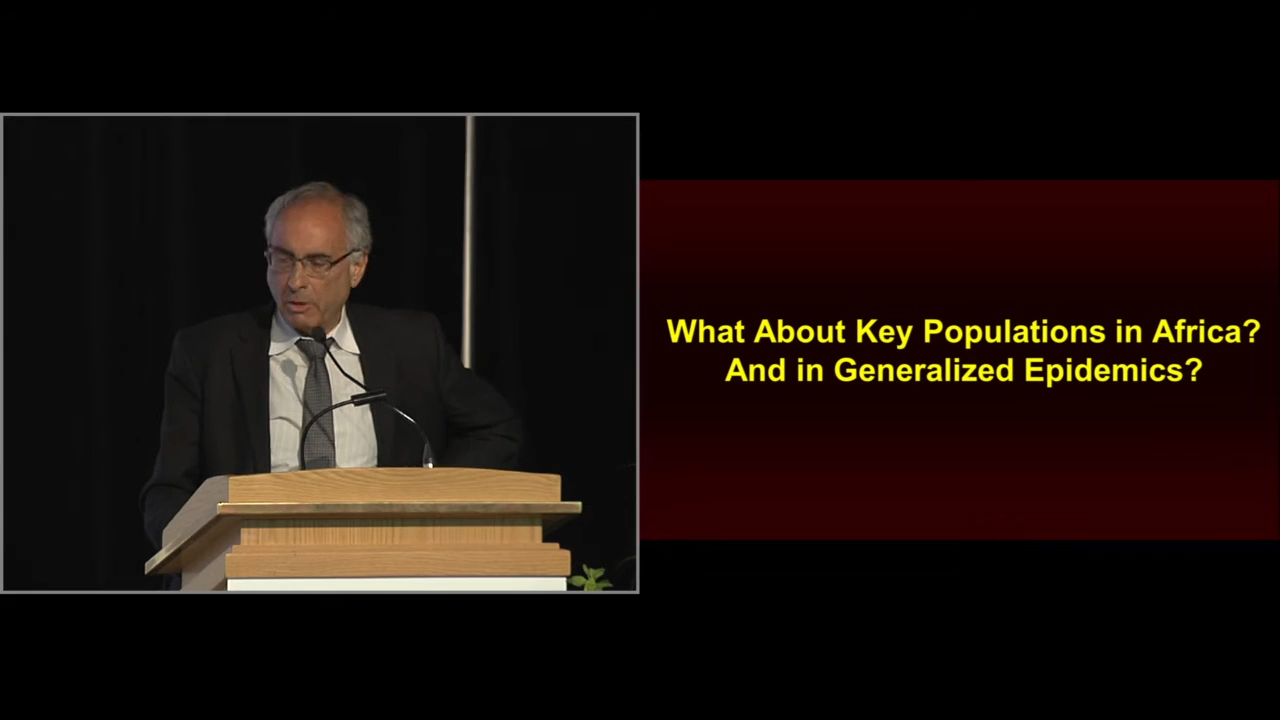 What About Key Populations in Africa?
And in Generalized Epidemics?